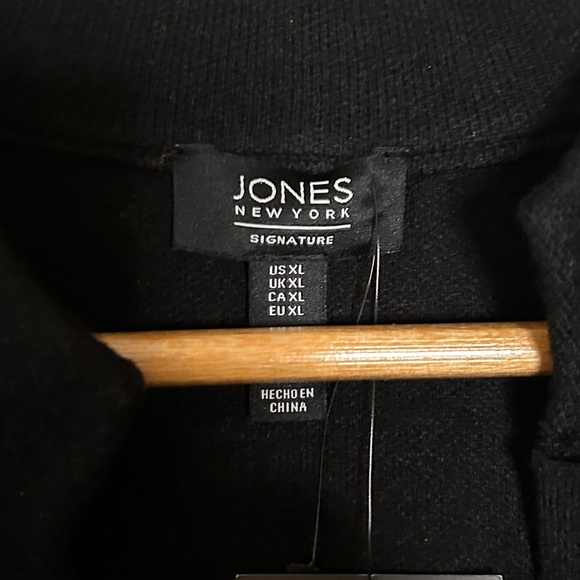 JONES
NEW YORK
SIGNATURE
US XL
UK XL
CA XL
EU XL
HECHO EN
CHINA